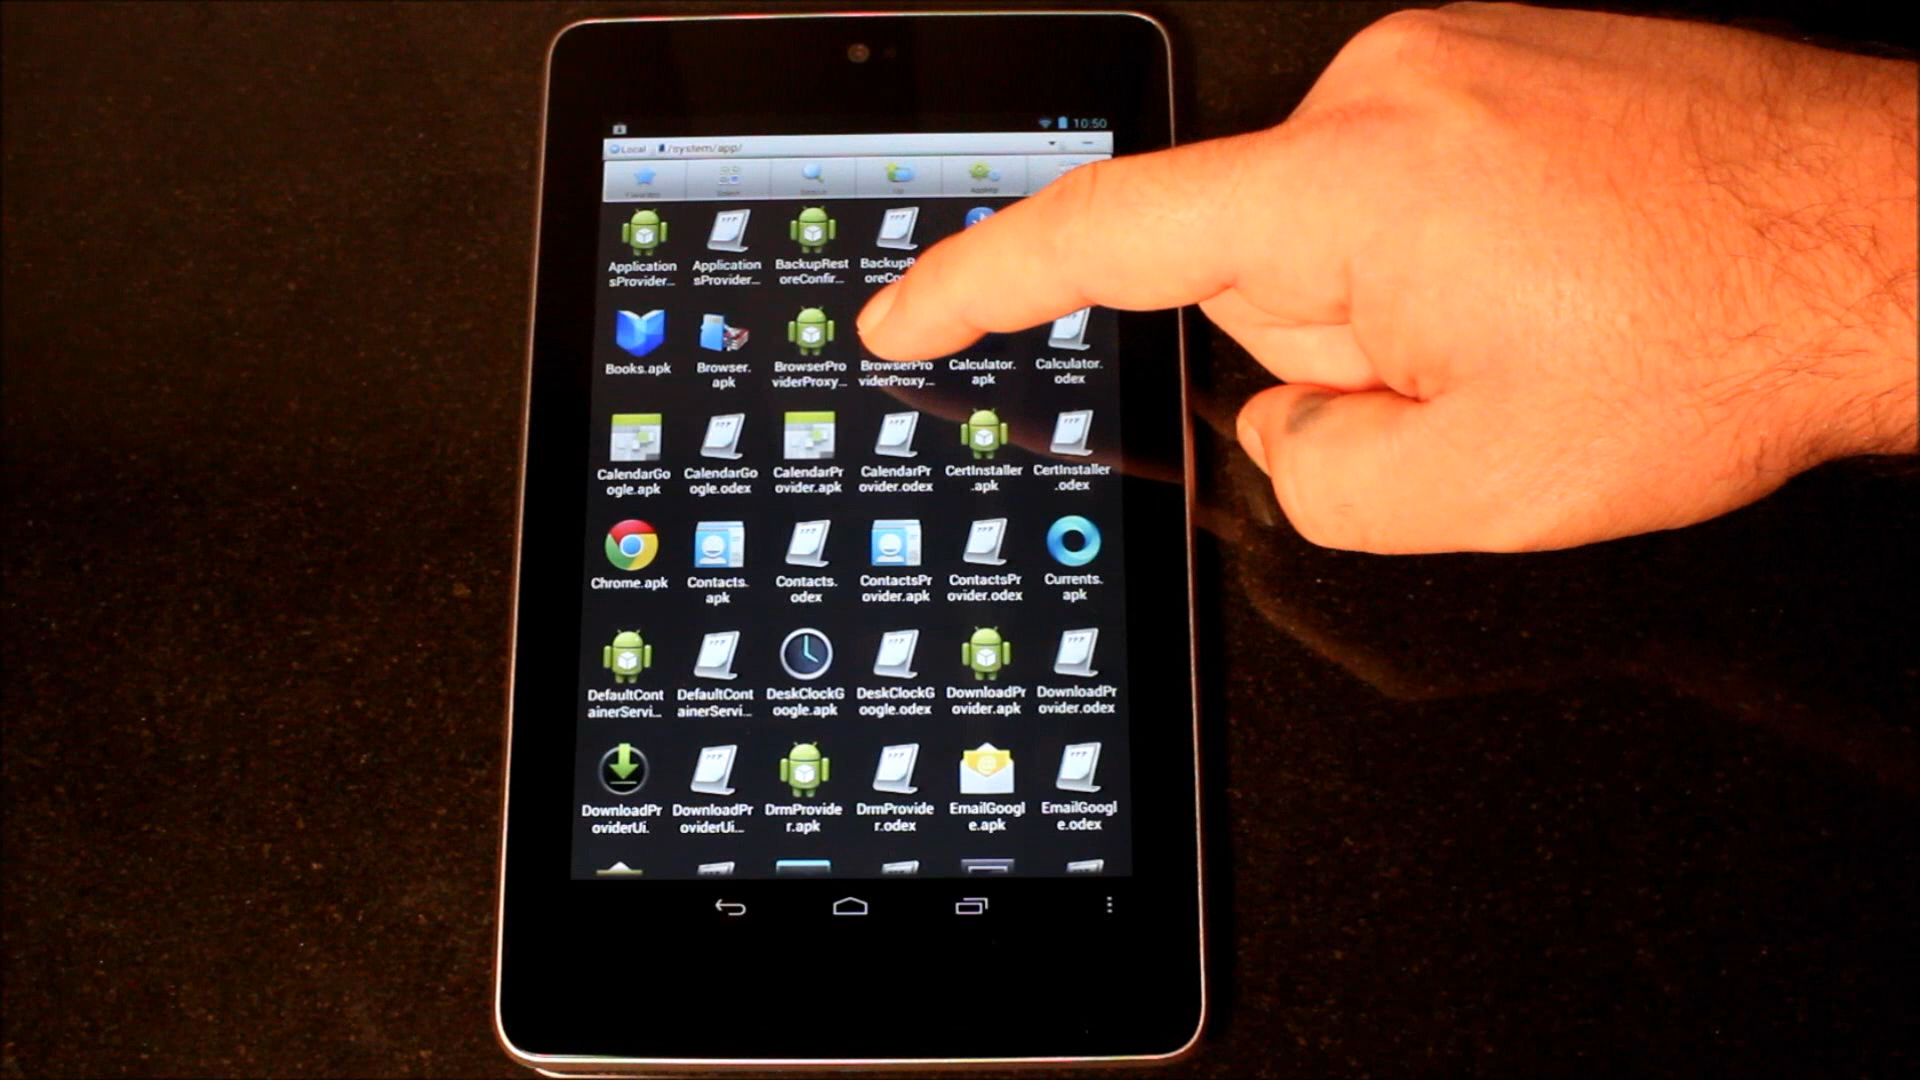 10:50
Local /system/app/
Up AppMgr
Application Application BackupRest
sProvider... sProvider... oreConfir...
Books.apk Browser. BrowserPro BrowserPro Calculator. Calculator.
apk viderProxy... viderProxy... apk odex
CalendarGo CalendarGo CalendarPr CalendarPr CertInstaller CertInstaller
ogle.apk ogle.odex ovider.apk ovider.odex .apk .odex
Chrome.apk Contacts. Contacts. ContactsPr ContactsPr Currents.
apk odex ovider.apk ovider.odex apk
DefaultCont DefaultCont DeskClockG DeskClockG DownloadPr DownloadPr
ainerServi... ainerServi... oogle.apk oogle.odex ovider.apk ovider.odex
DownloadPr DownloadPr DrmProvide DrmProvide EmailGoogl EmailGoogl
oviderUi. oviderUi... r.apk r.odex e.apk e.odex